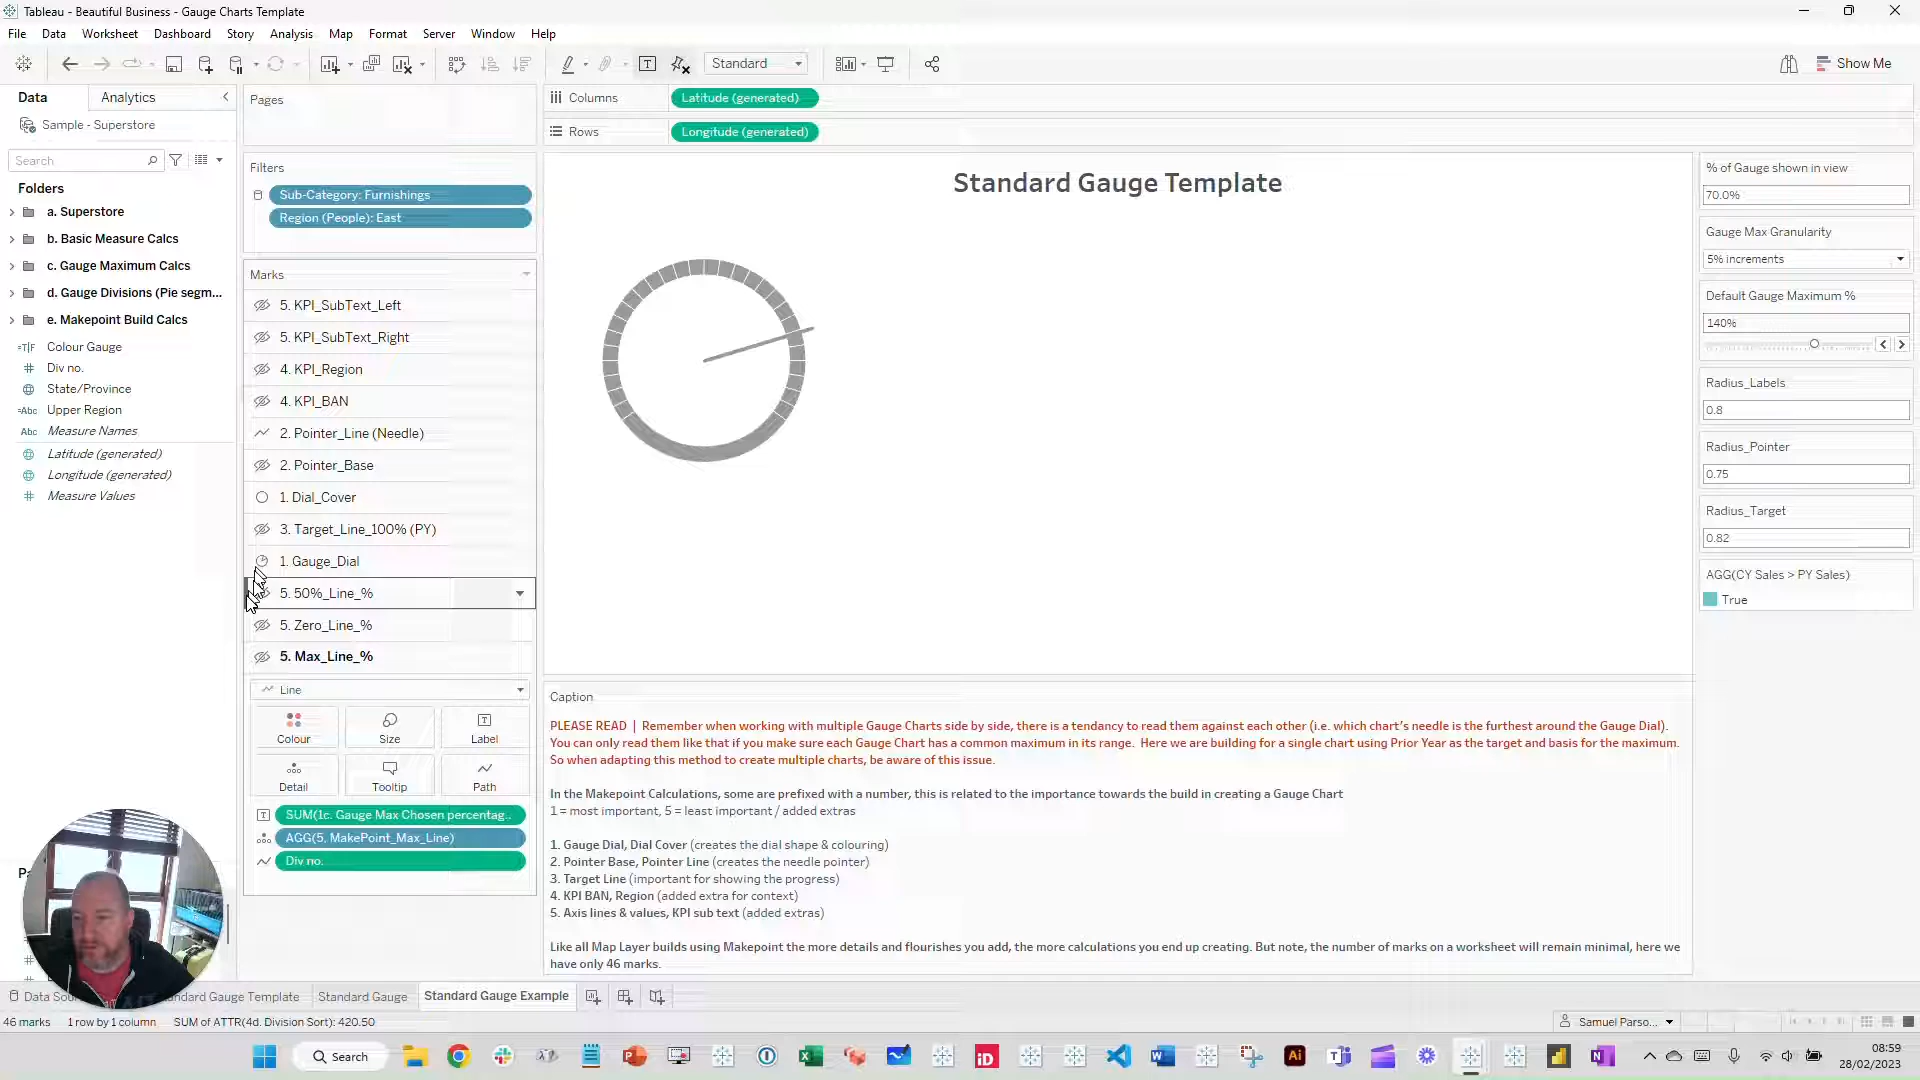 Tableau - Beautiful Business - Gauge Charts Template
File Data Worksheet Dashboard Story Analysis Map Format Server Window Help
Standard
Show Me
Data Analytics
Sample - Superstore
Search
Folders
a. Superstore
b. Basic Measure Calcs
c. Gauge Maximum Calcs
d. Gauge Divisions (Pie segm...
e. Makepoint Build Calcs
=T|F Colour Gauge
# Div no.
State/Province
=Abc Upper Region
Abc Measure Names
Latitude (generated)
Longitude (generated)
# Measure Values
Pages
Filters
Sub-Category: Furnishings
Region (People): East
Marks
5. KPI_SubText_Left
5. KPI_SubText_Right
4. KPI_Region
4. KPI_BAN
2. Pointer_Line (Needle)
2. Pointer_Base
1. Dial_Cover
3. Target_Line_100% (PY)
1. Gauge_Dial
5. 50%_Line_%
5. Zero_Line_%
5. Max_Line_%
Line
Colour Size Label
Detail Tooltip Path
SUM(1c. Gauge Max Chosen percentag..
AGG(5. MakePoint_Max_Line)
Div no.
Columns Latitude (generated)
Rows Longitude (generated)
Standard Gauge Template
Caption
PLEASE READ | Remember when working with multiple Gauge Charts side by side, there is a tendancy to read them against each other (i.e. which chart's needle is the furthest around the Gauge Dial).
You can only read them like that if you make sure each Gauge Chart has a common maximum in its range. Here we are building for a single chart using Prior Year as the target and basis for the maximum.
So when adapting this method to create multiple charts, be aware of this issue.
In the Makepoint Calculations, some are prefixed with a number, this is related to the importance towards the build in creating a Gauge Chart
1 = most important, 5 = least important / added extras
1. Gauge Dial, Dial Cover (creates the dial shape & colouring)
2. Pointer Base, Pointer Line (creates the needle pointer)
3. Target Line (important for showing the progress)
4. KPI BAN, Region (added extra for context)
5. Axis lines & values, KPI sub text (added extras)
Like all Map Layer builds using Makepoint the more details and flourishes you add, the more calculations you end up creating. But note, the number of marks on a worksheet will remain minimal, here we
have only 46 marks.
% of Gauge shown in view
70.0%
Gauge Max Granularity
5% increments
Default Gauge Maximum %
140%
Radius_Labels
0.8
Radius_Pointer
0.75
Radius_Target
0.82
AGG(CY Sales > PY Sales)
True
Data Sou andard Gauge Template Standard Gauge Standard Gauge Example
46 marks 1 row by 1 column SUM of ATTR(4d. Division Sort): 420.50
Samuel Parso...
Search
08:59
28/02/2023